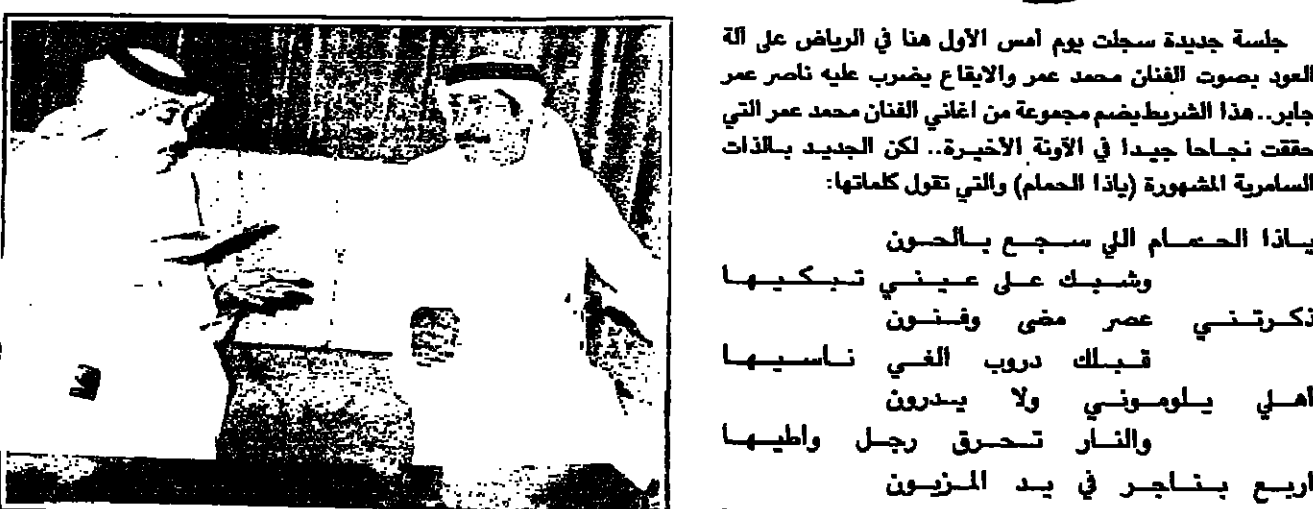 جلسة جديدة سجلت يوم أمس الأول هنا في الرياض على آلة
العود بصوت الفنان محمد عمر والايقاع يضرب عليه ناصر عمر
جابر.. هذا الشريط يضم مجموعة من اغاني الفنان محمد عمر التي
حققت نجاحا جيدا في الآونة الأخيرة.. لكن الجديد بالذات
السامرية المشهورة (ياذا الحمام) والتي تقول كلماتها:
ياذا الحمام اللي سجع بالحون
وشبك على عيني تبكيها
ذكرتني عصر مضى وفنون
قبلك دروب الغي ناسيها
أهلي يلوموني ولا يدرون
والنار تحرق رجل واطيها
اربع بناجر في يد المزيون